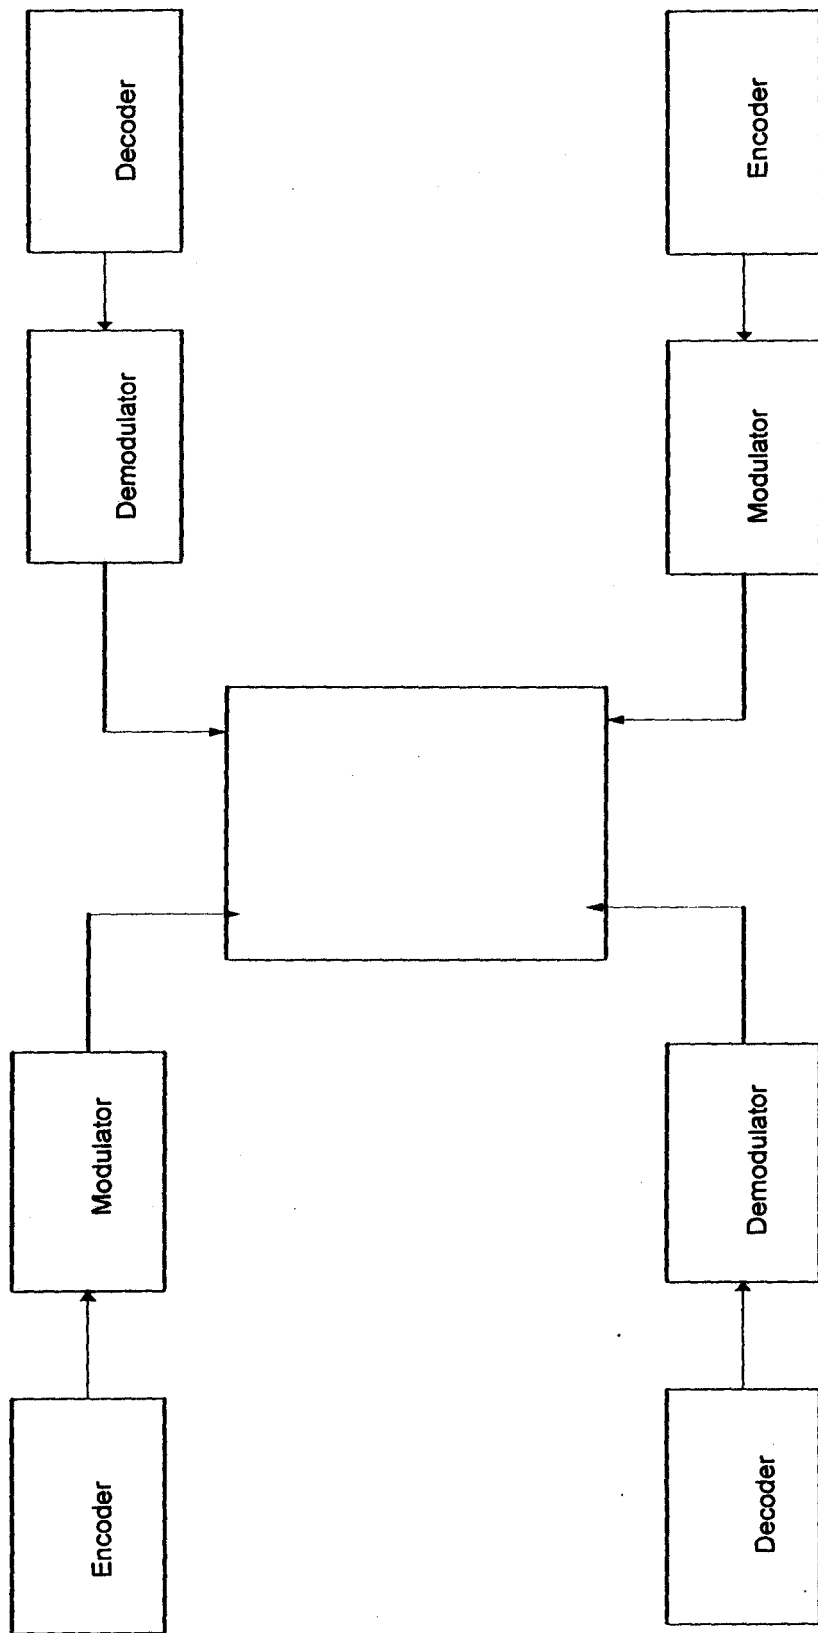 Encoder
Modulator
Demodulator
Decoder
Decoder
Demodulator
Modulator
Encoder